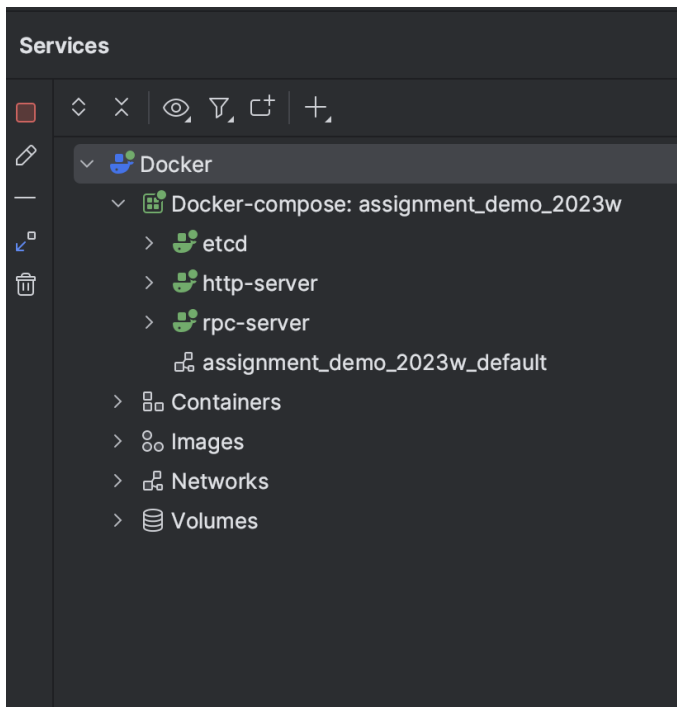 Services
Docker
Docker-compose: assignment_demo_2023w
etcd
http-server
rpc-server
assignment_demo_2023w_default
Containers
Images
Networks
Volumes